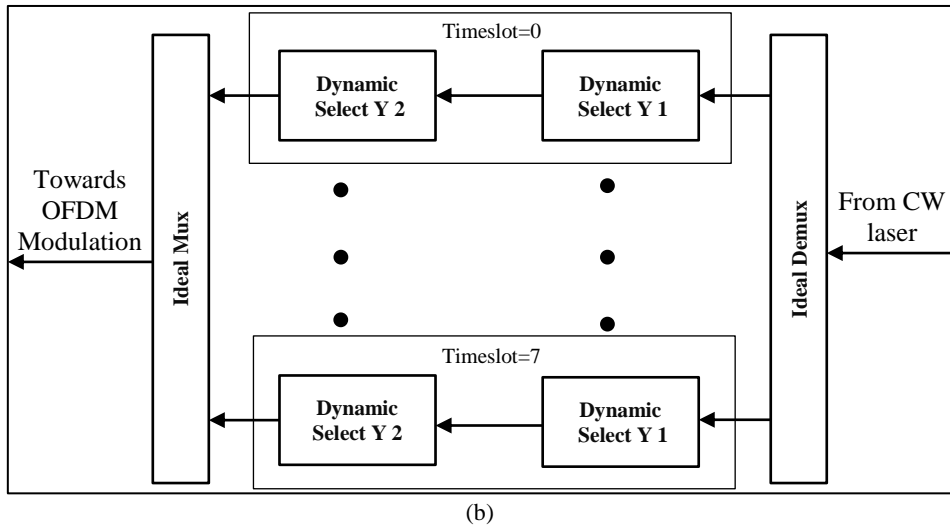 Timeslot=0
Dynamic
Select Y 2
Dynamic
Select Y 1
Towards
OFDM
Modulation
Ideal Mux
Ideal Demux
From CW
laser
Timeslot=7
Dynamic
Select Y 2
Dynamic
Select Y 1
(b)